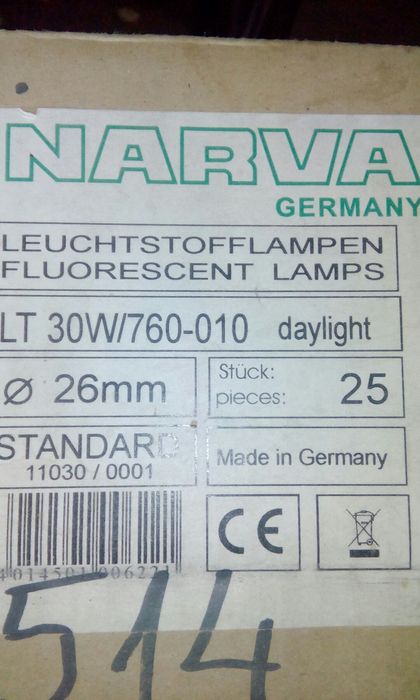 NARVA
GERMANY
LEUCHTSTOFFLAMPEN
FLUORESCENT LAMPS
LT 30W/760-010 daylight
Ø 26mm
Stück:
pieces: 25
STANDARD
11030 / 0001
Made in Germany
CE
4014501006221
514